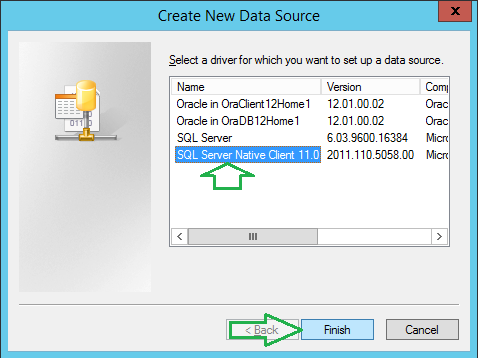 Create New Data Source
x
Select a driver for which you want to set up a data source.
Name Version Comp
Oracle in OraClient12Home1 12.01.00.02 Orac
Oracle in OraDB12Home1 12.01.00.02 Orac
SQL Server 6.03.9600.16384 Micro
SQL Server Native Client 11.0 2011.110.5058.00 Micro
< Back Finish Cancel